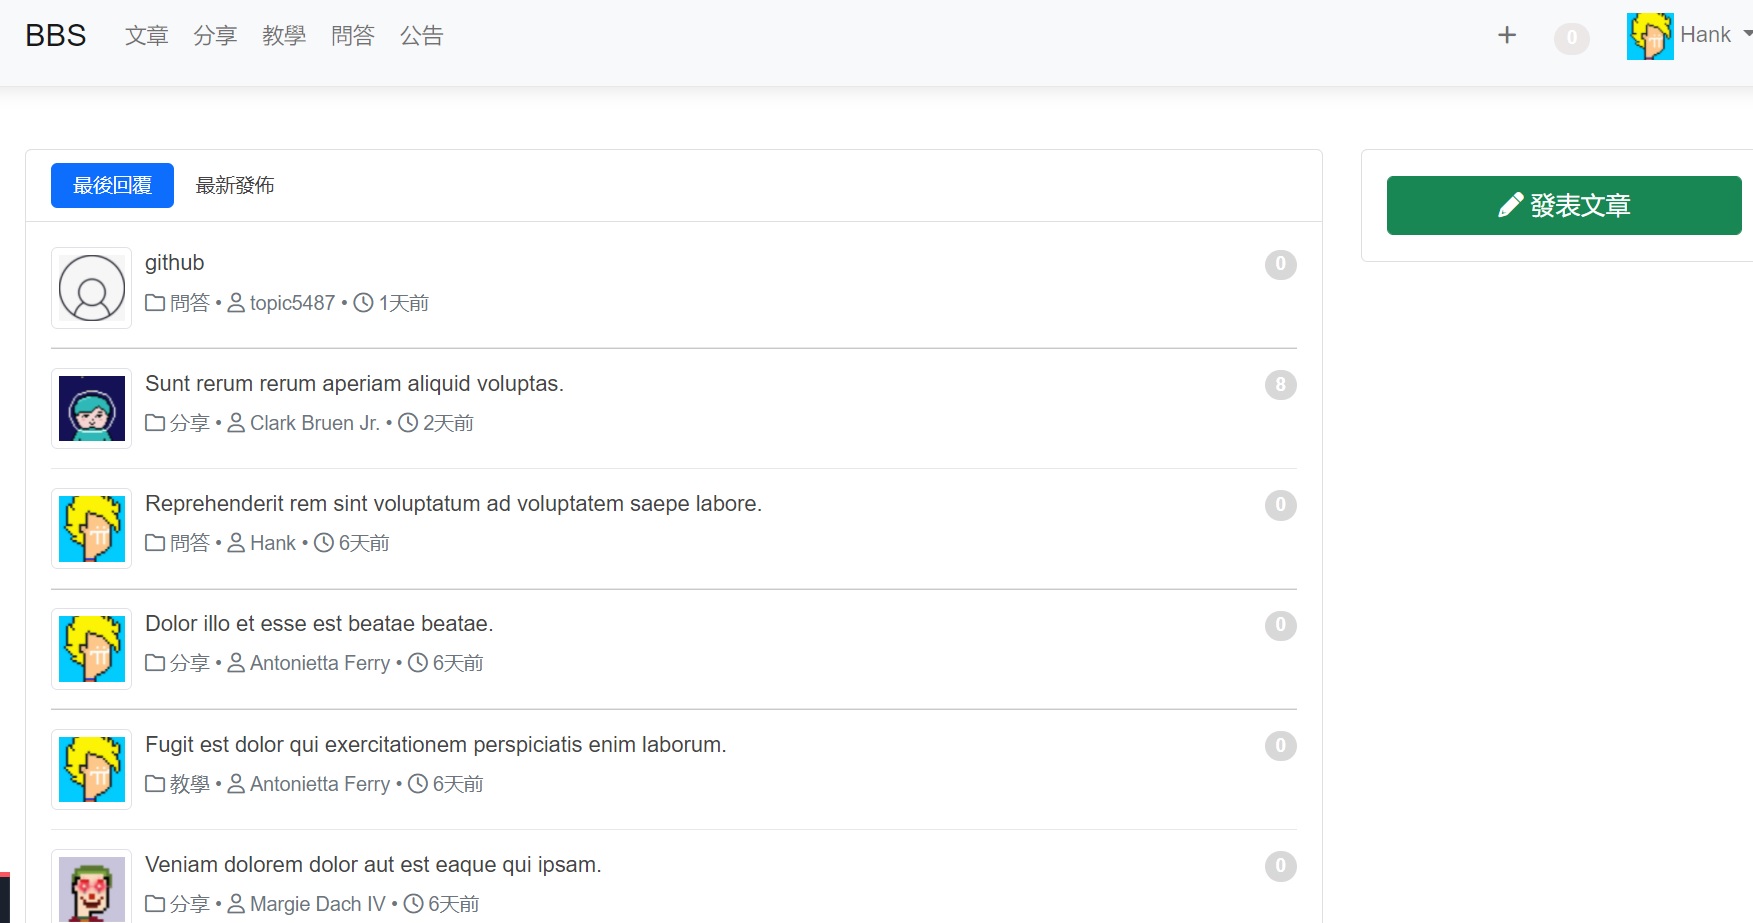 BBS 文章 分享 教學 問答 公告 + 0 Hank
最後回覆 最新發佈
發表文章
github 0
問答 • topic5487 • 1天前
Sunt rerum rerum aperiam aliquid voluptas. 8
分享 • Clark Bruen Jr. • 2天前
Reprehenderit rem sint voluptatum ad voluptatem saepe labore. 0
問答 • Hank • 6天前
Dolor illo et esse est beatae beatae. 0
分享 • Antonietta Ferry • 6天前
Fugit est dolor qui exercitationem perspiciatis enim laborum. 0
教學 • Antonietta Ferry • 6天前
Veniam dolorem dolor aut est eaque qui ipsam. 0
分享 • Margie Dach IV • 6天前